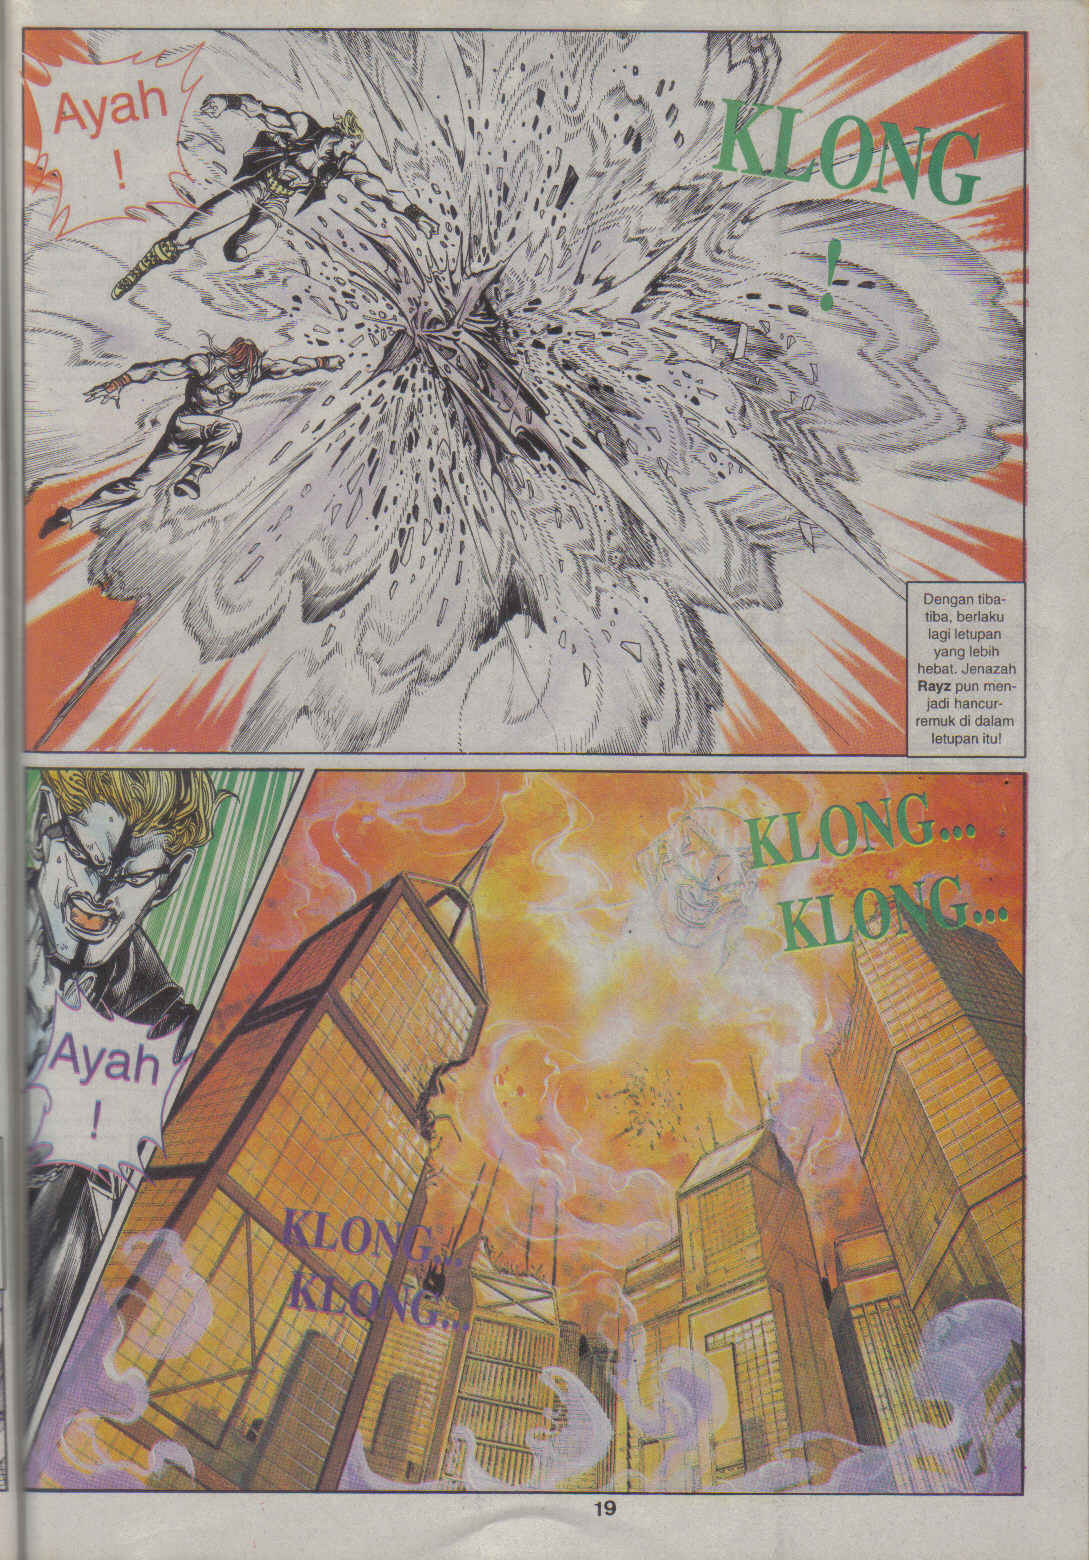 Ayah
!
KLONG
!
Dengan tiba-
tiba, berlaku
lagi letupan
yang lebih
hebat. Jenazah
Rayz pun men-
jadi hancur-
remuk di dalam
letupan itu!
Ayah
!
KLONG...
KLONG...
KLONG...
KLONG...
19